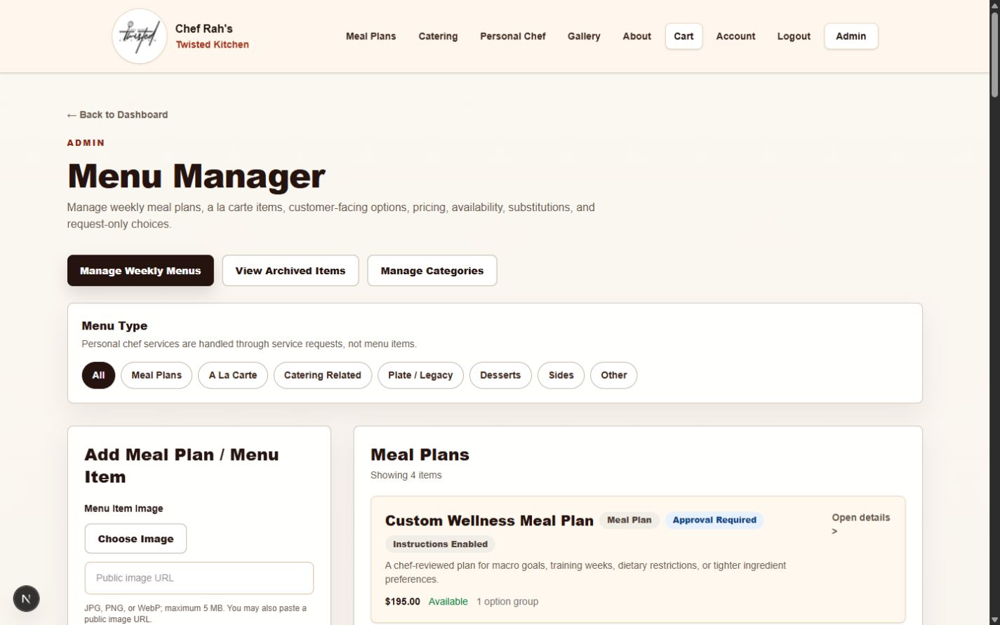 twisted
Chef Rah's
Twisted Kitchen
Meal Plans
Catering
Personal Chef
Gallery
About
Cart
Account
Logout
Admin
← Back to Dashboard
ADMIN
Menu Manager
Manage weekly meal plans, a la carte items, customer-facing options, pricing, availability, substitutions, and
request-only choices.
Manage Weekly Menus
View Archived Items
Manage Categories
Menu Type
Personal chef services are handled through service requests, not menu items.
All
Meal Plans
A La Carte
Catering Related
Plate / Legacy
Desserts
Sides
Other
Add Meal Plan / Menu
Item
Menu Item Image
Choose Image
Public image URL
JPG, PNG, or WebP; maximum 5 MB. You may also paste a
public image URL.
Meal Plans
Showing 4 items
Custom Wellness Meal Plan
Meal Plan
Approval Required
Open details
>
Instructions Enabled
A chef-reviewed plan for macro goals, training weeks, dietary restrictions, or tighter ingredient
preferences.
$195.00 Available 1 option group
N